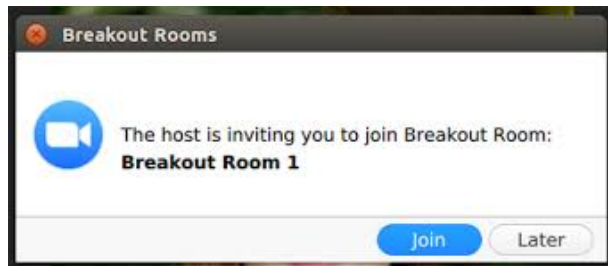 Breakout Rooms
The host is inviting you to join Breakout Room:
Breakout Room 1
Join
Later